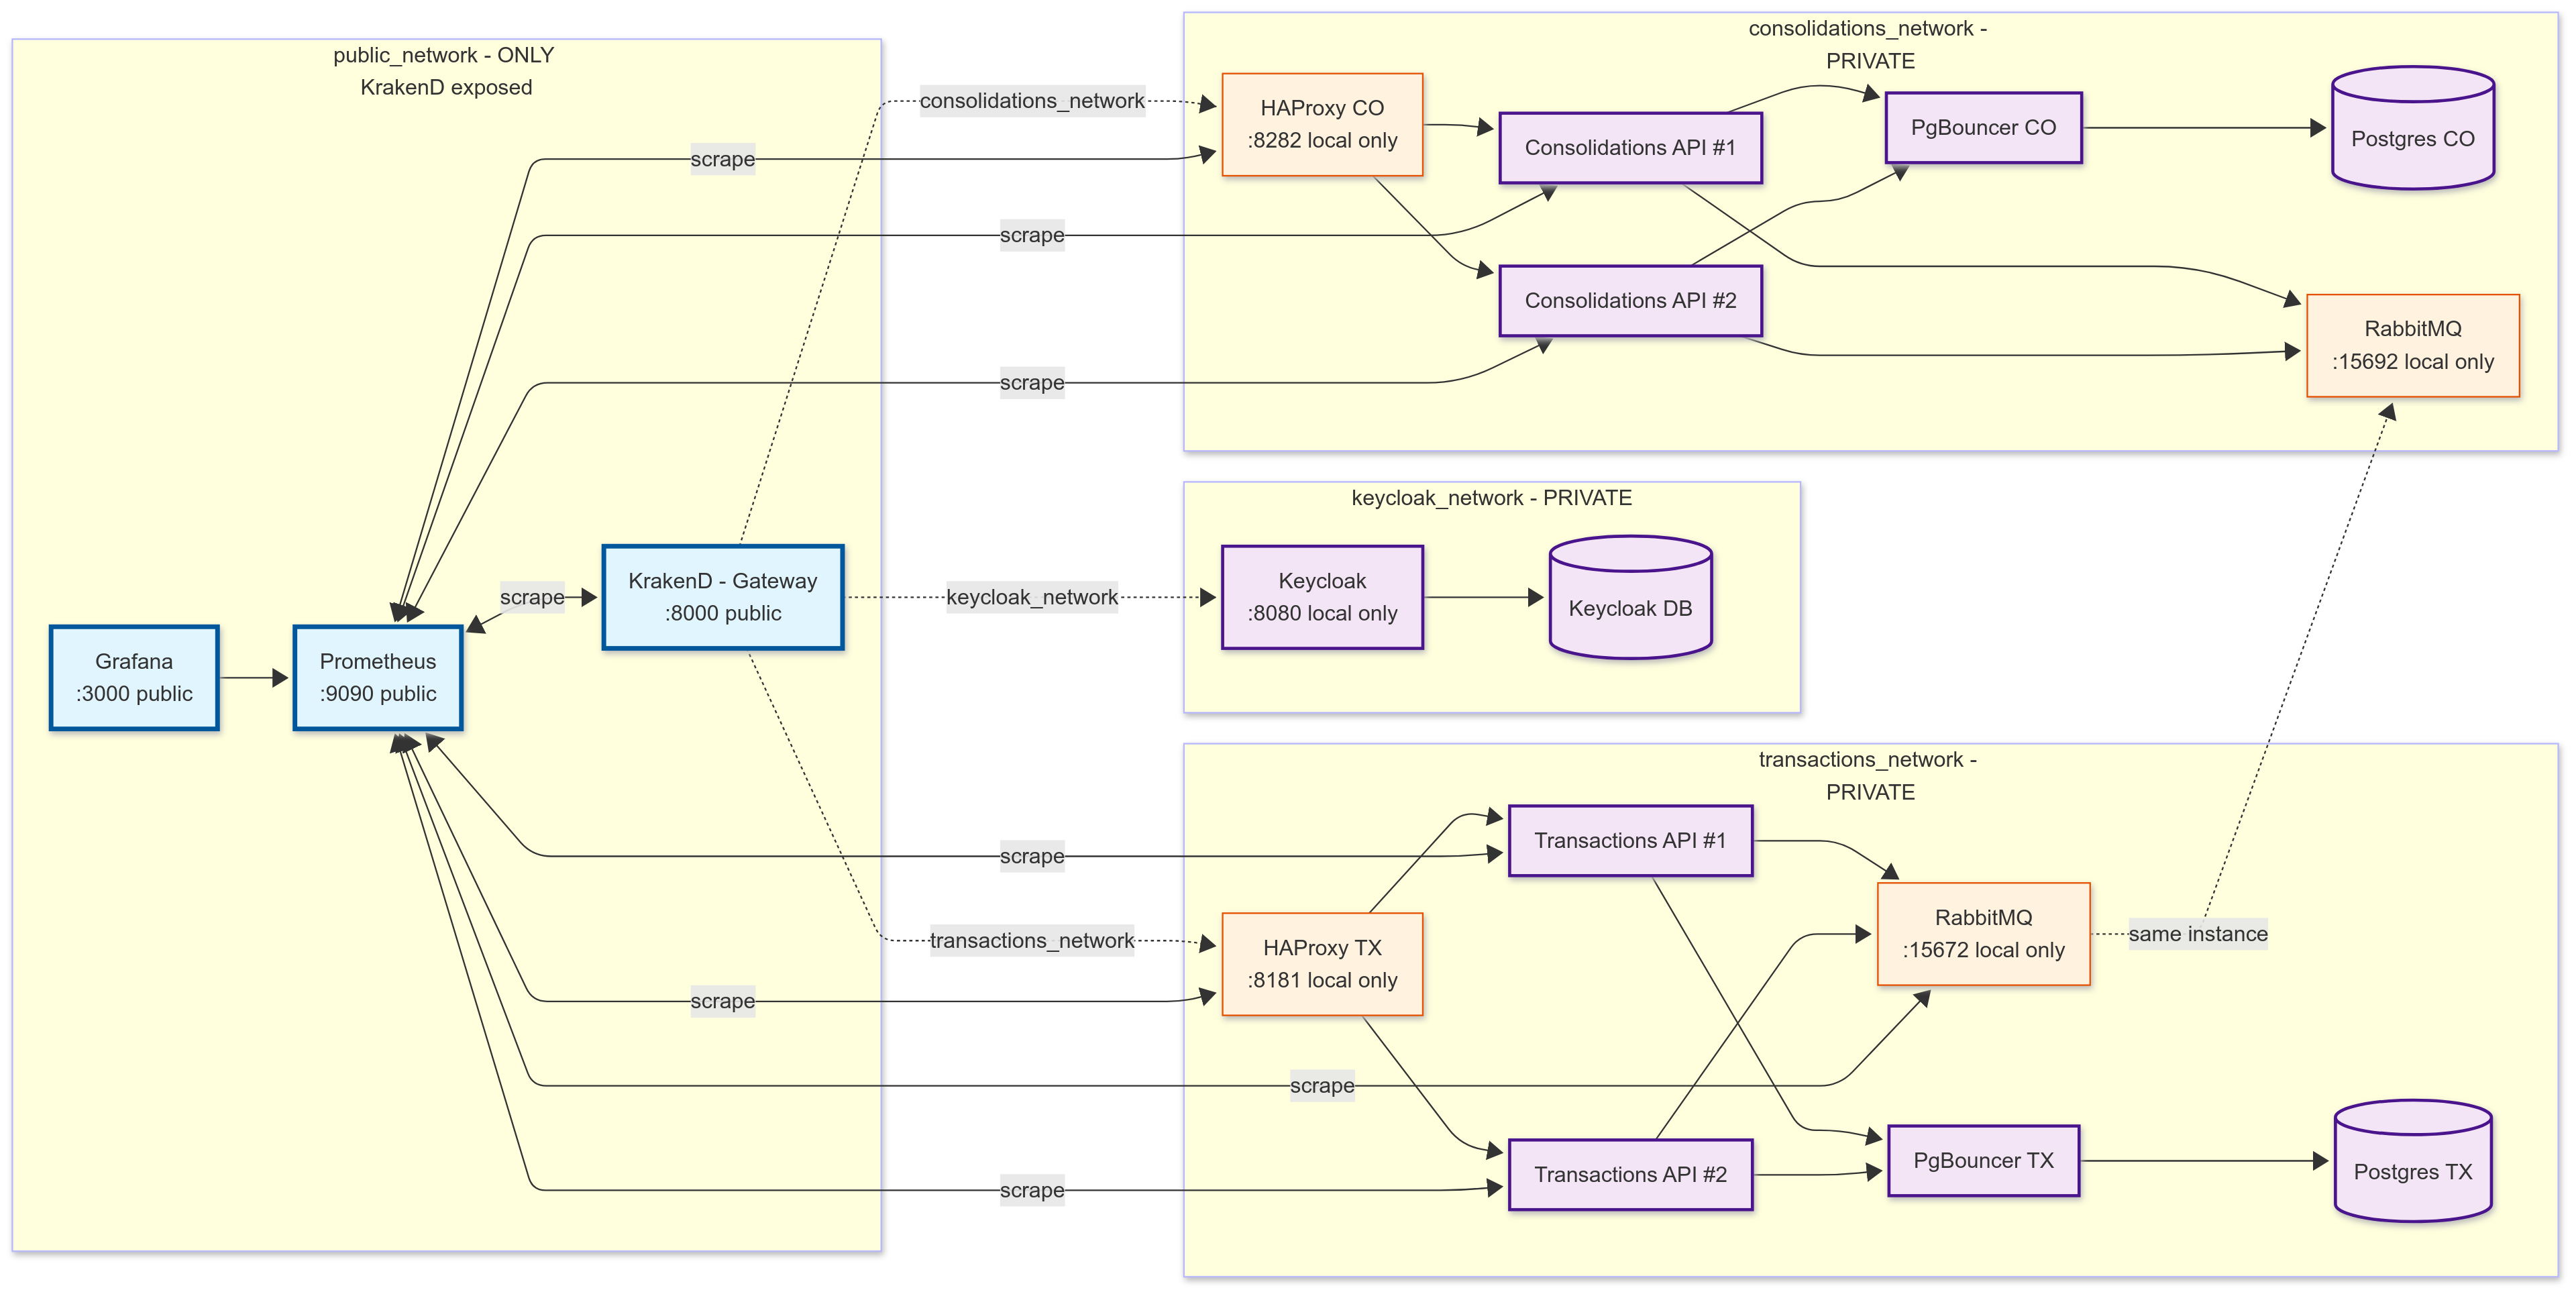 public_network - ONLY
KrakenD exposed
consolidations_network -
PRIVATE
consolidations_network
HAProxy CO
:8282 local only
Consolidations API #1
PgBouncer CO
Postgres CO
scrape
scrape
Consolidations API #2
RabbitMQ
:15692 local only
scrape
keycloak_network - PRIVATE
scrape
KrakenD - Gateway
:8000 public
keycloak_network
Keycloak
:8080 local only
Keycloak DB
Grafana
:3000 public
Prometheus
:9090 public
transactions_network -
PRIVATE
scrape
Transactions API #1
transactions_network
HAProxy TX
:8181 local only
RabbitMQ
:15672 local only
same instance
scrape
scrape
scrape
Transactions API #2
PgBouncer TX
Postgres TX